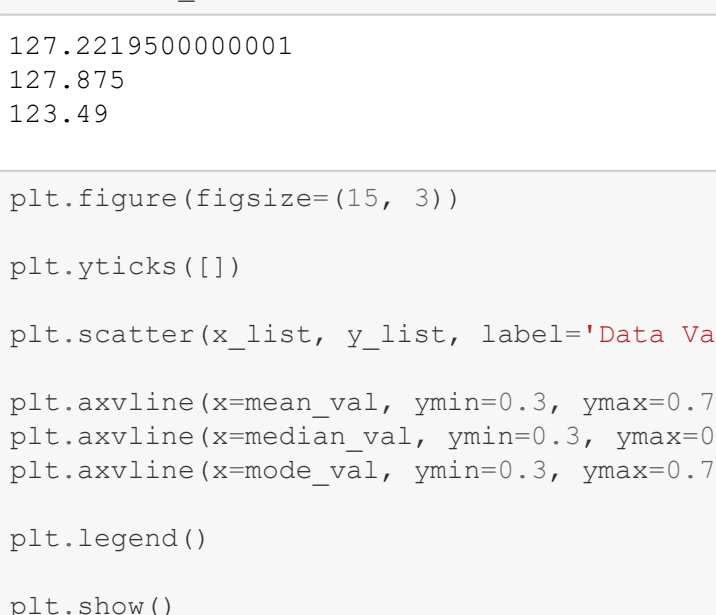 127.2219500000001
127.875
123.49
plt.figure(figsize=(15, 3))
plt.yticks([])
plt.scatter(x_list, y_list, label='Data Va
plt.axvline(x=mean_val, ymin=0.3, ymax=0.7
plt.axvline(x=median_val, ymin=0.3, ymax=0
plt.axvline(x=mode_val, ymin=0.3, ymax=0.7
plt.legend()
plt.show()